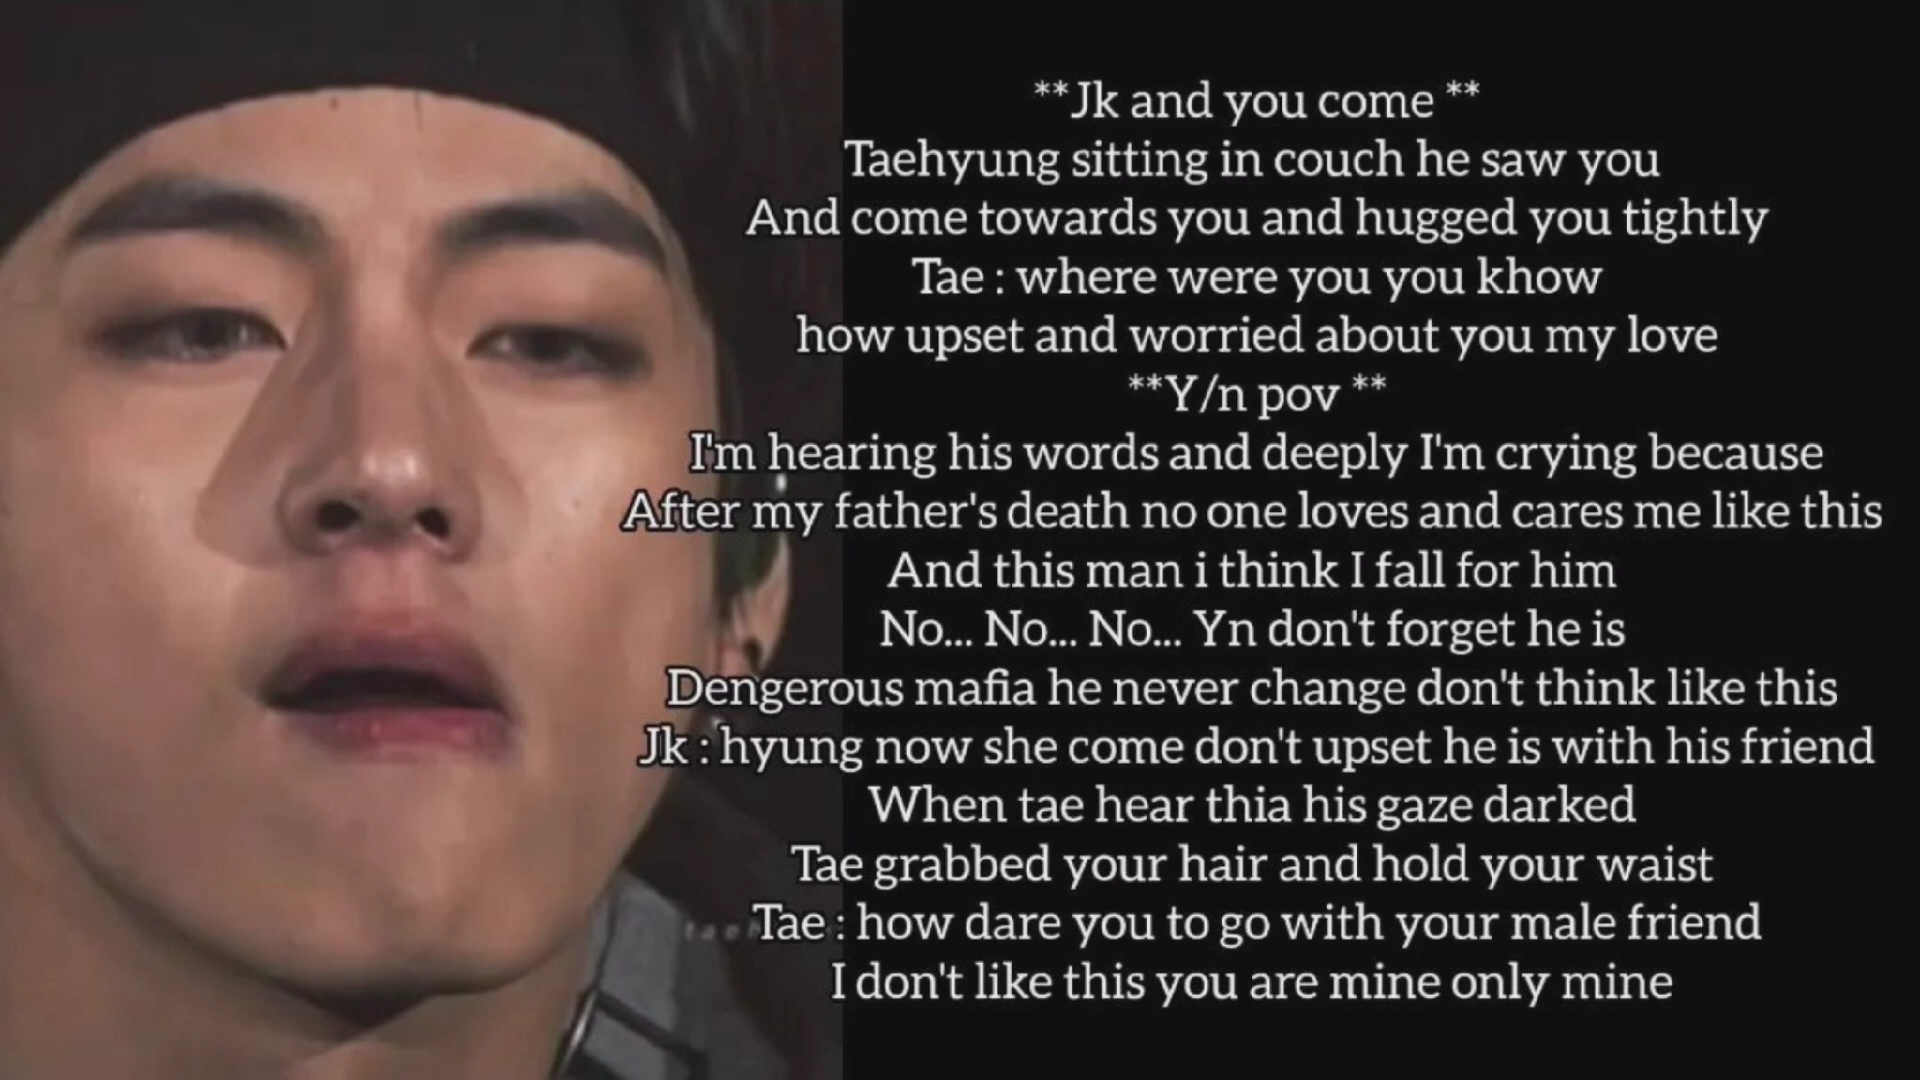 **Jk and you come **
Taehyung sitting in couch he saw you
And come towards you and hugged you tightly
Tae : where were you you khow
how upset and worried about you my love
**Y/n pov **
I'm hearing his words and deeply I'm crying because
After my father's death no one loves and cares me like this
And this man i think I fall for him
No... No... No... Yn don't forget he is
Dengerous mafia he never change don't think like this
Jk : hyung now she come don't upset he is with his friend
When tae hear thia his gaze darked
Tae grabbed your hair and hold your waist
Tae : how dare you to go with your male friend
I don't like this you are mine only mine